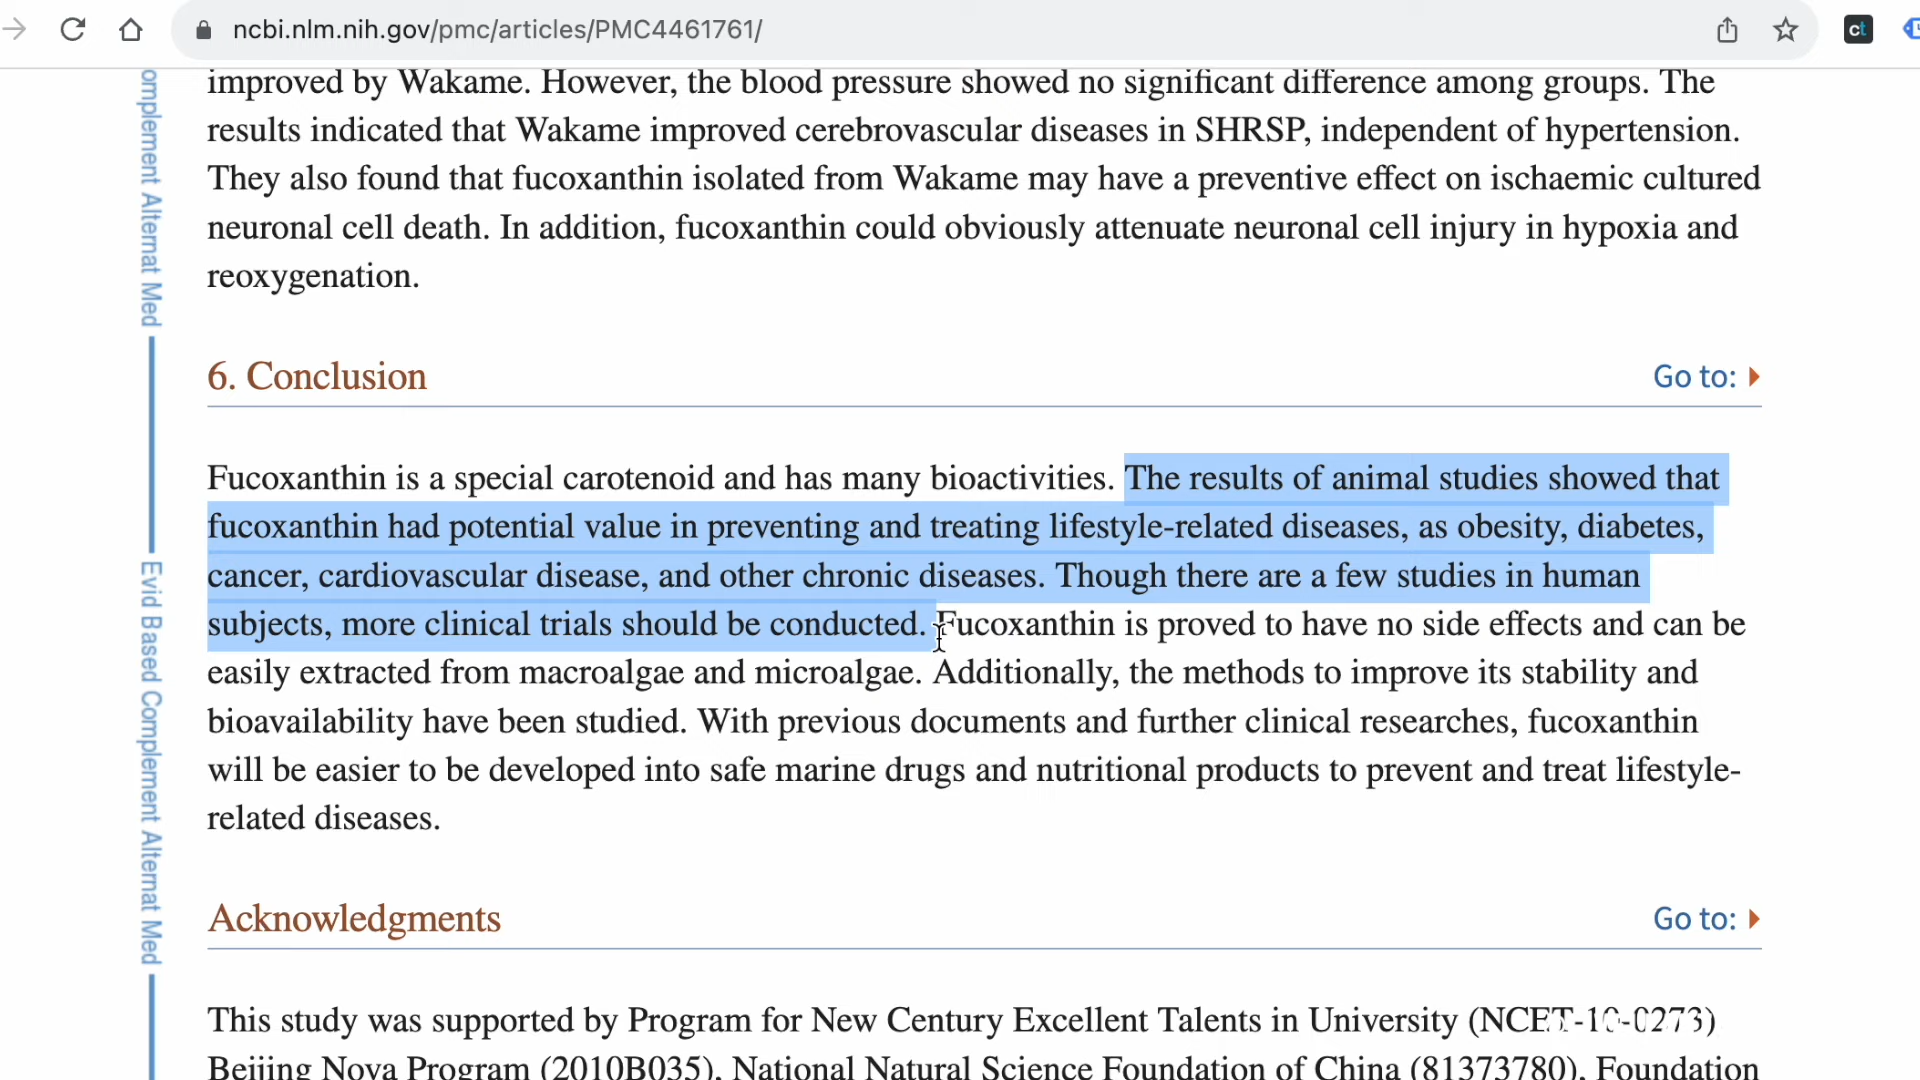 ncbi.nlm.nih.gov/pmc/articles/PMC4461761/
ct
omplement Alternat Med
Evid Based Complement Alternat Med
improved by Wakame. However, the blood pressure showed no significant difference among groups. The
results indicated that Wakame improved cerebrovascular diseases in SHRSP, independent of hypertension.
They also found that fucoxanthin isolated from Wakame may have a preventive effect on ischaemic cultured
neuronal cell death. In addition, fucoxanthin could obviously attenuate neuronal cell injury in hypoxia and
reoxygenation.
6. Conclusion
Go to:
Fucoxanthin is a special carotenoid and has many bioactivities. The results of animal studies showed that
fucoxanthin had potential value in preventing and treating lifestyle-related diseases, as obesity, diabetes,
cancer, cardiovascular disease, and other chronic diseases. Though there are a few studies in human
subjects, more clinical trials should be conducted. Fucoxanthin is proved to have no side effects and can be
easily extracted from macroalgae and microalgae. Additionally, the methods to improve its stability and
bioavailability have been studied. With previous documents and further clinical researches, fucoxanthin
will be easier to be developed into safe marine drugs and nutritional products to prevent and treat lifestyle-
related diseases.
Acknowledgments
Go to:
This study was supported by Program for New Century Excellent Talents in University (NCET-10-0273)
Beijing Nova Program (2010B035), National Natural Science Foundation of China (81373780), Foundation